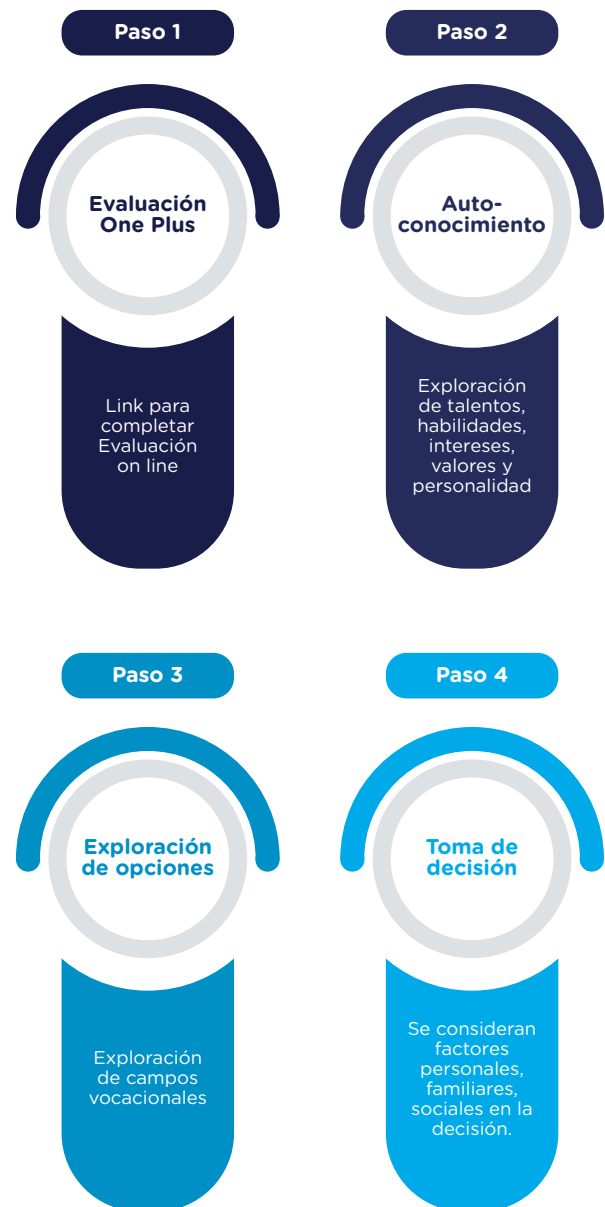 Paso 1
Evaluación
One Plus
Link para
completar
Evaluación
on line
Paso 2
Auto-
conocimiento
Exploración
de talentos,
habilidades,
intereses,
valores y
personalidad
Paso 3
Exploración
de opciones
Exploración
de campos
vocacionales
Paso 4
Toma de
decisión
Se consideran
factores
personales,
familiares,
sociales en la
decisión.